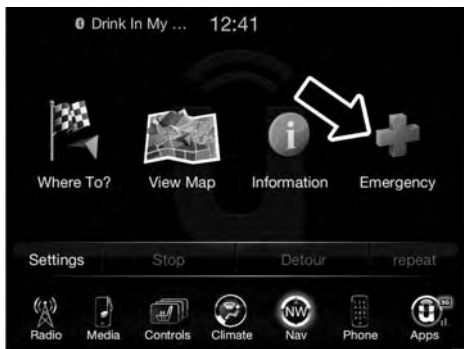 Drink In My ... 12:41
Where To? View Map Information Emergency
Settings Stop Detour repeat
NW
Radio Media Controls Climate Nav Phone Apps